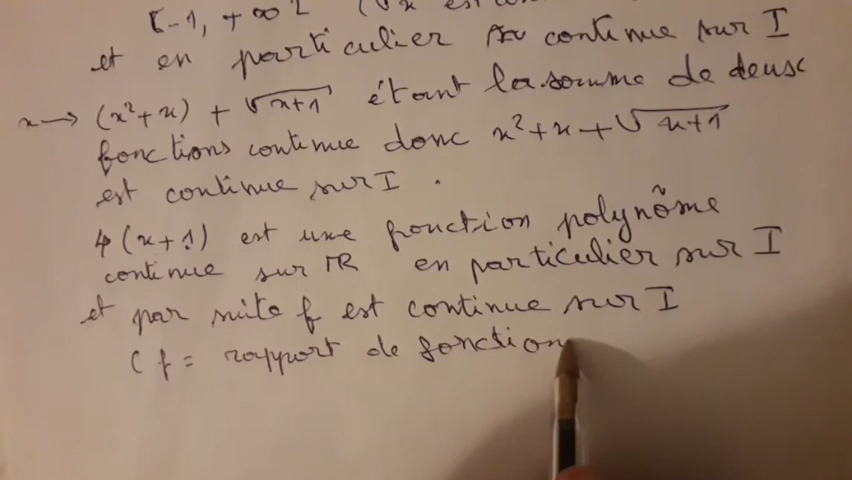 [-1, +∞[ (√x est con
et en particulier continue sur I
x → (x²+x) + √x+1 étant la somme de deux
fonctions continue donc x²+x+√x+1
est continue sur I.
4(x+1) est une fonction polynôme
continue sur ℝ en particulier sur I
et par suite f est continue sur I
(f = rapport de fonction